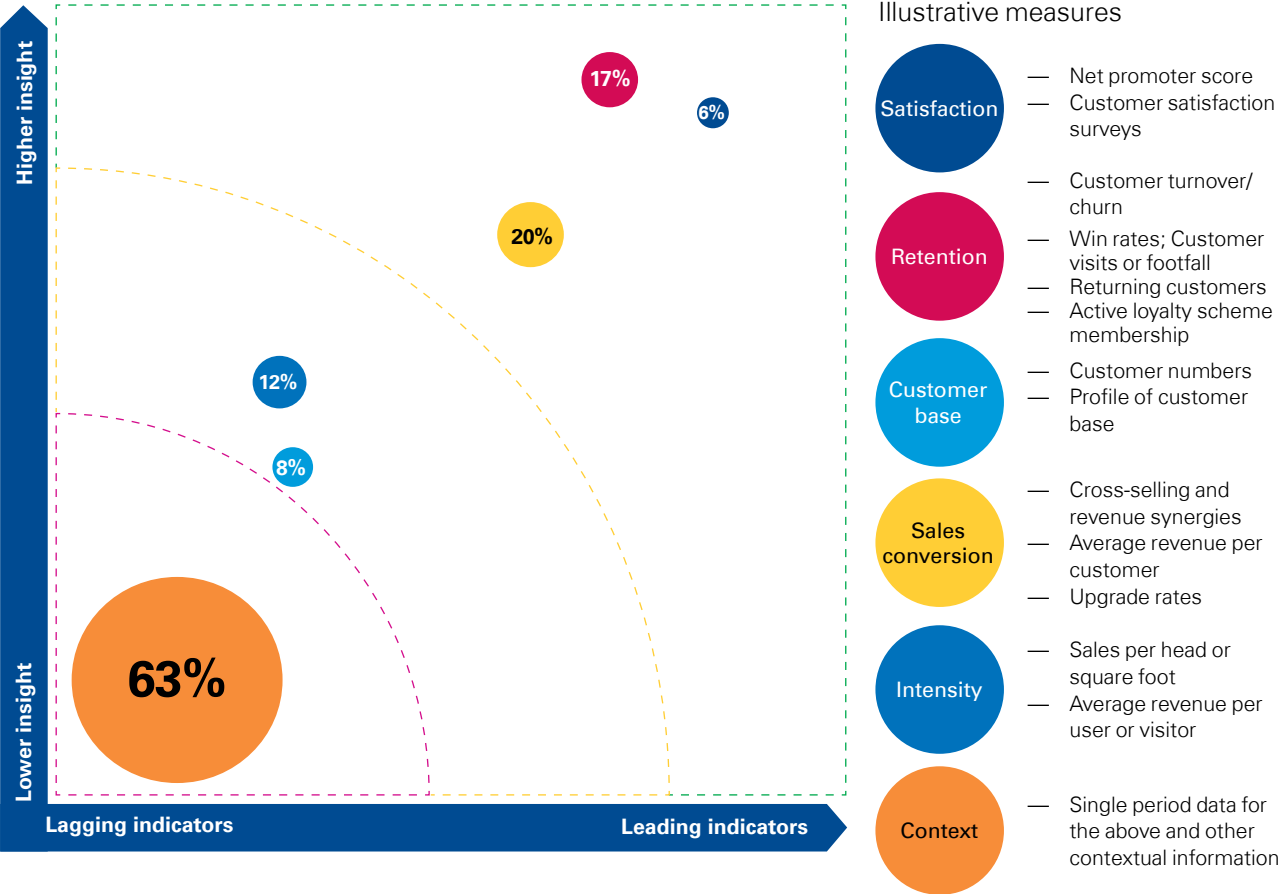 Higher insight
Lower insight
Lagging indicators
Leading indicators
17%
6%
20%
12%
8%
63%
Illustrative measures
Satisfaction
— Net promoter score
— Customer satisfaction
surveys
Retention
— Customer turnover/
churn
— Win rates; Customer
visits or footfall
— Returning customers
— Active loyalty scheme
membership
Customer
base
— Customer numbers
— Profile of customer
base
Sales
conversion
— Cross-selling and
revenue synergies
— Average revenue per
customer
— Upgrade rates
Intensity
— Sales per head or
square foot
— Average revenue per
user or visitor
Context
— Single period data for
the above and other
contextual information